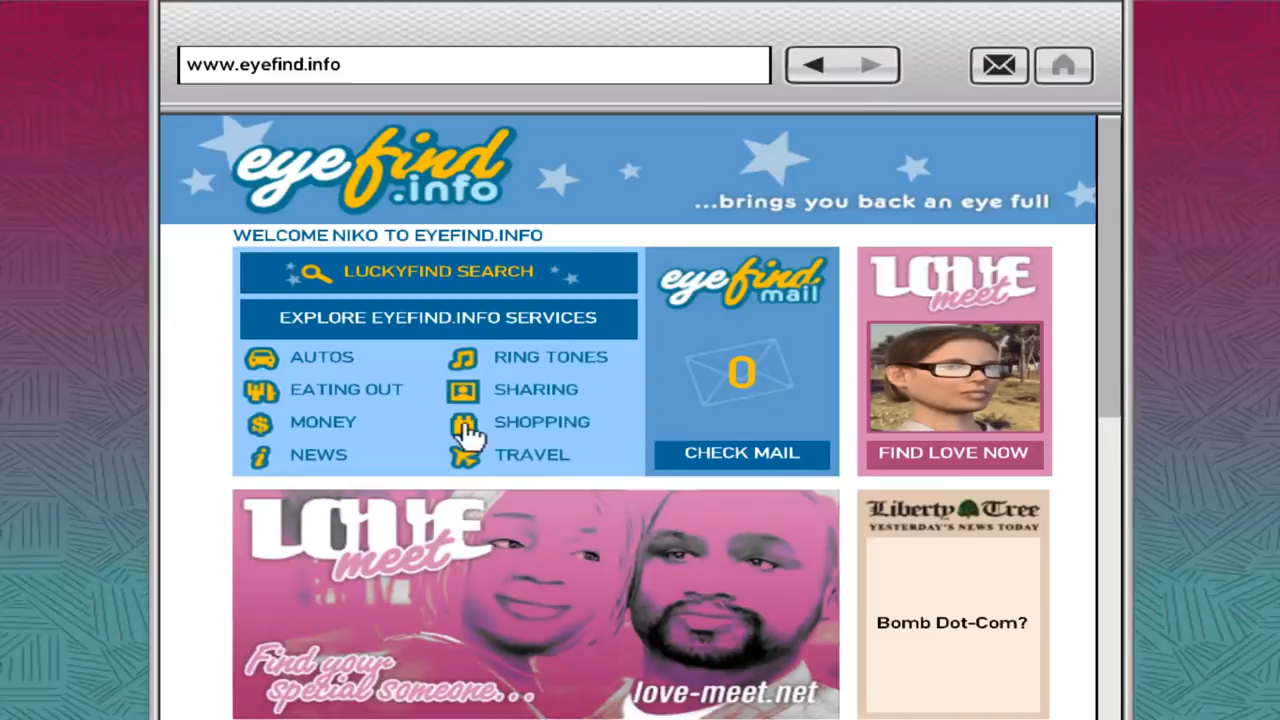 www.eyefind.info
eyefind
.info
...brings you back an eye full
WELCOME NIKO TO EYEFIND.INFO
LUCKYFIND SEARCH
EXPLORE EYEFIND.INFO SERVICES
AUTOS
RING TONES
EATING OUT
SHARING
MONEY
SHOPPING
NEWS
TRAVEL
eyefind
mail
0
CHECK MAIL
LOVE
meet
FIND LOVE NOW
LOVE
meet
Find your
special someone...
love-meet.net
Liberty Tree
YESTERDAY'S NEWS TODAY
Bomb Dot-Com?